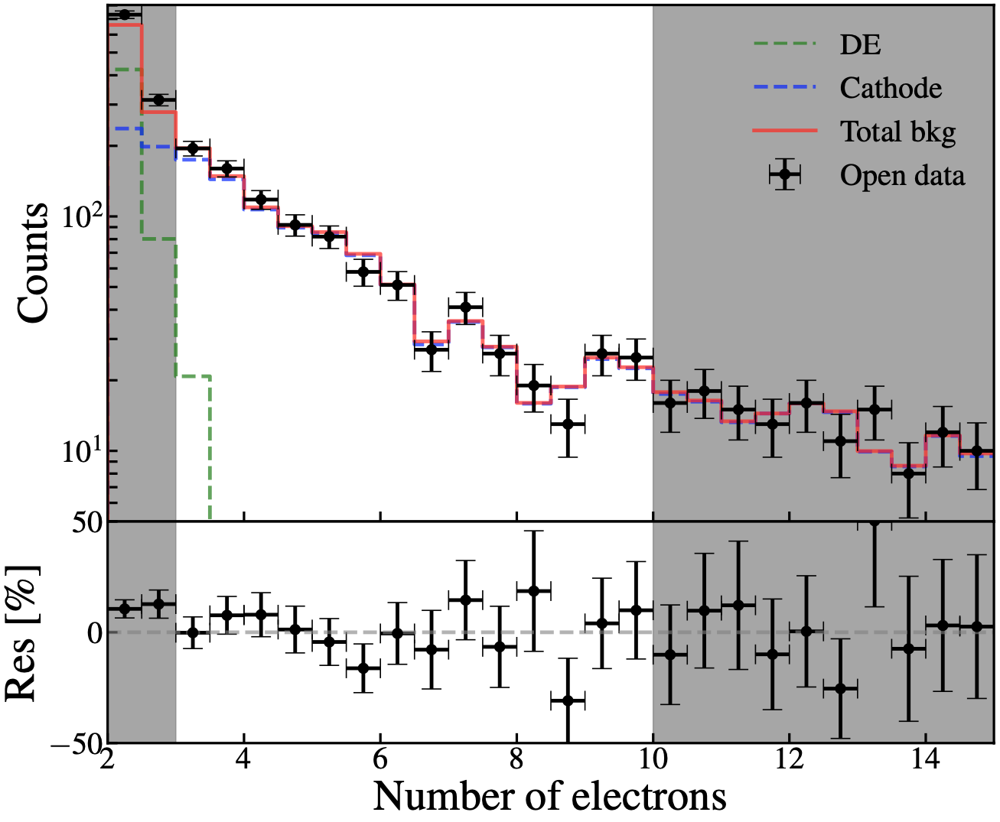 DE
Cathode
Total bkg
Open data
Counts
10²
10¹
50
0
−50
Res [%]
2 4 6 8 10 12 14
Number of electrons